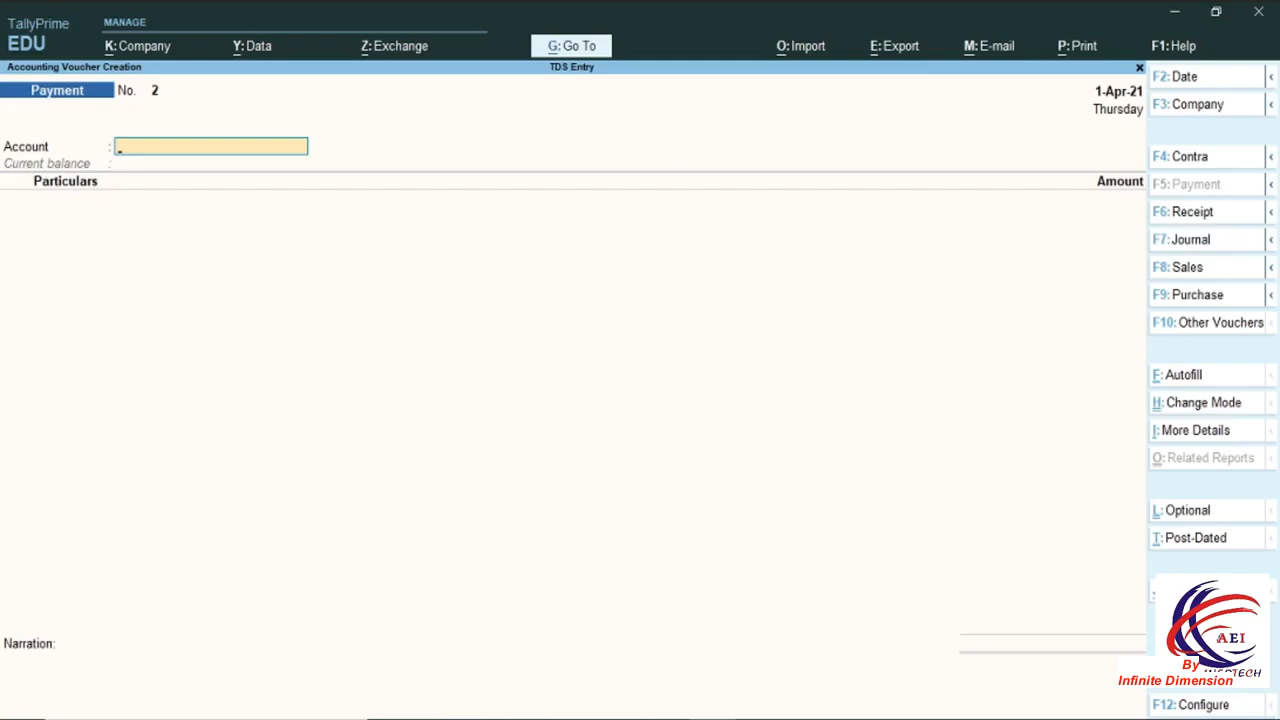 TallyPrime
EDU
MANAGE
K: Company
Y: Data
Z: Exchange
G: Go To
O: Import
E: Export
M: E-mail
P: Print
F1: Help
Accounting Voucher Creation
TDS Entry
Payment No. 2
1-Apr-21
Thursday
Account :
Current balance :
Particulars
Amount
Narration:
F2: Date
F3: Company
F4: Contra
F5: Payment
F6: Receipt
F7: Journal
F8: Sales
F9: Purchase
F10: Other Vouchers
F: Autofill
H: Change Mode
I: More Details
O: Related Reports
L: Optional
T: Post-Dated
AEI
By
Infinite Dimension
F12: Configure